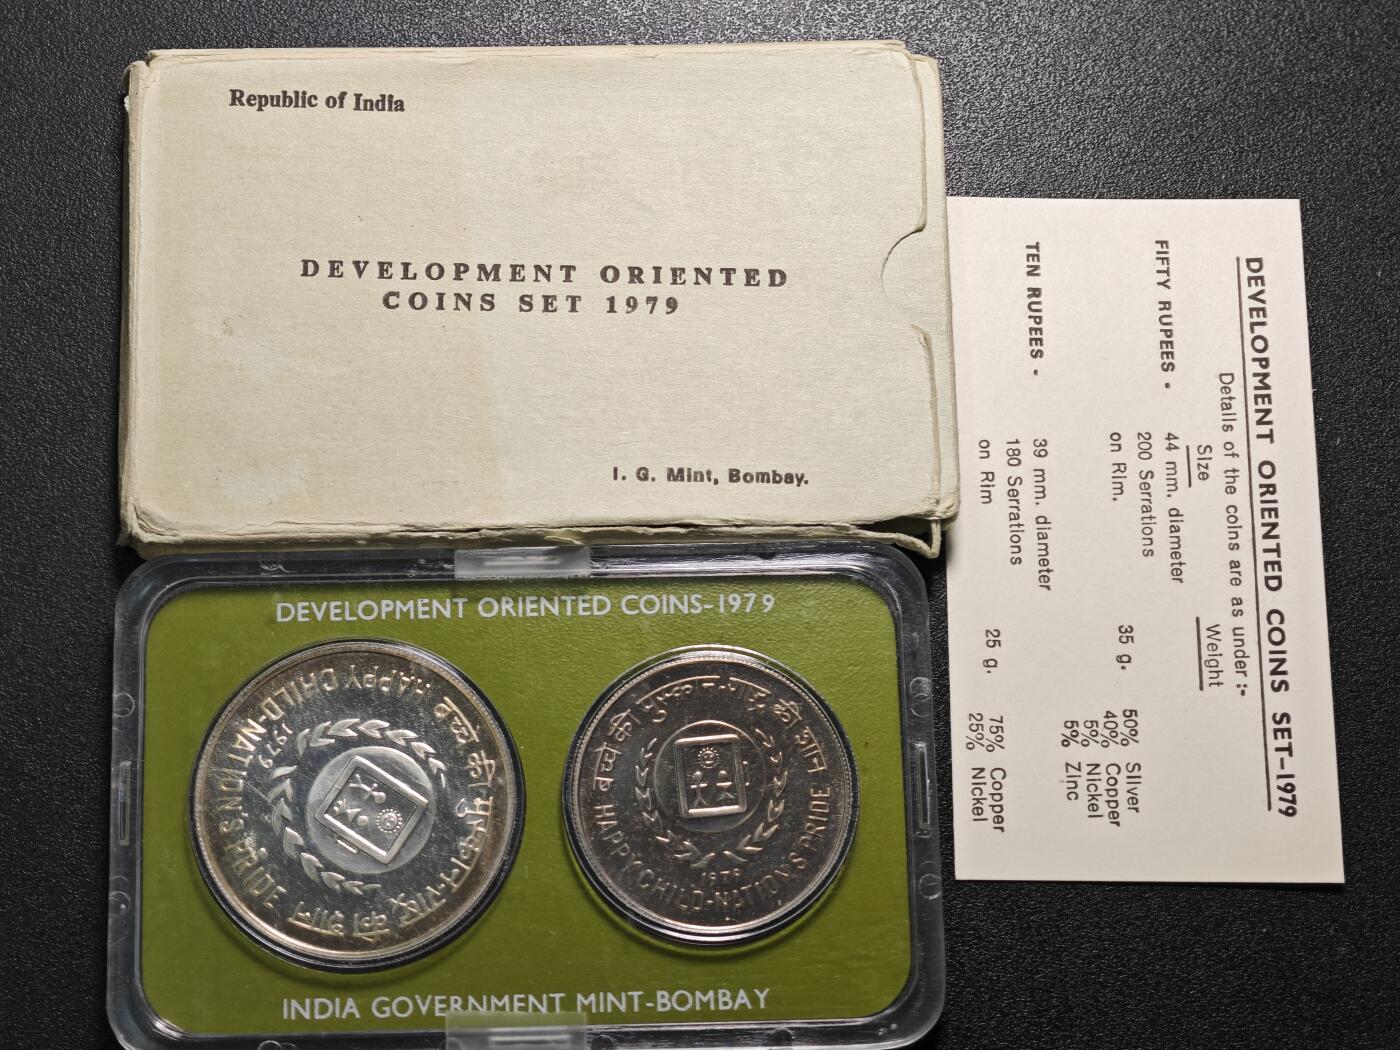 Republic of India
DEVELOPMENT ORIENTED
COINS SET 1979
I. G. Mint, Bombay.
DEVELOPMENT ORIENTED COINS-1979
HAPPY CHILD-NATION'S PRIDE
1979
HAPPY CHILD-NATION'S PRIDE
1979
INDIA GOVERNMENT MINT-BOMBAY
DEVELOPMENT ORIENTED COINS SET-1979
Details of the coins are as under :-
Size Weight
FIFTY RUPEES - 44 mm. diameter 35 g. 50% Silver
200 Serrations 40% Copper
on Rim. 5% Nickel
5% Zinc
TEN RUPEES - 39 mm. diameter 25 g. 75% Copper
180 Serrations 25% Nickel
on Rim